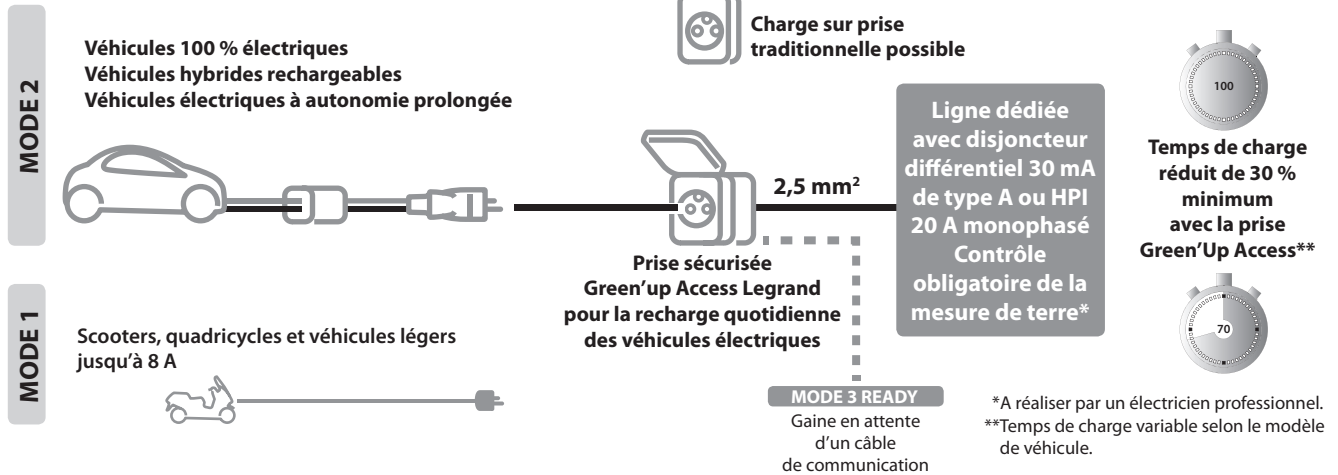 MODE 2
Véhicules 100 % électriques
Véhicules hybrides rechargeables
Véhicules électriques à autonomie prolongée
Charge sur prise
traditionnelle possible
2,5 mm²
Prise sécurisée
Green'up Access Legrand
pour la recharge quotidienne
des véhicules électriques
Ligne dédiée
avec disjoncteur
différentiel 30 mA
de type A ou HPI
20 A monophasé
Contrôle
obligatoire de la
mesure de terre*
100
Temps de charge
réduit de 30 %
minimum
avec la prise
Green'Up Access**
70
MODE 1
Scooters, quadricycles et véhicules légers
jusqu'à 8 A
MODE 3 READY
Gaine en attente
d'un câble
de communication
*A réaliser par un électricien professionnel.
**Temps de charge variable selon le modèle
de véhicule.